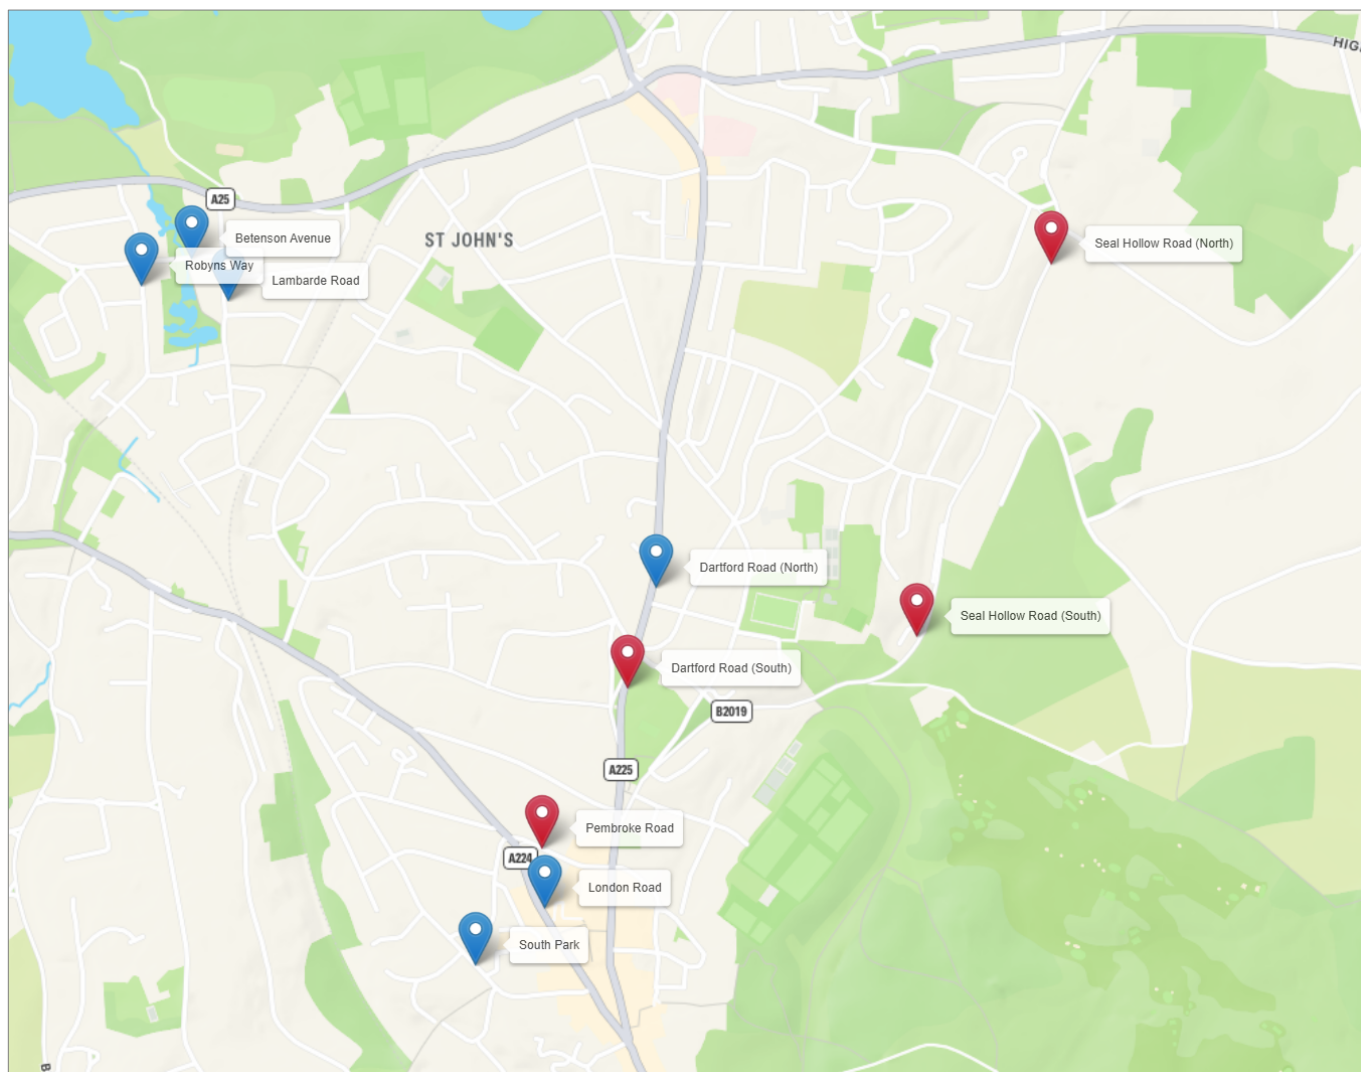 HIG
A25
Betenson Avenue
ST JOHN'S
Seal Hollow Road (North)
Robyns Way
Lambarde Road
Dartford Road (North)
Seal Hollow Road (South)
Dartford Road (South)
B2019
A225
Pembroke Road
A224
London Road
South Park
B